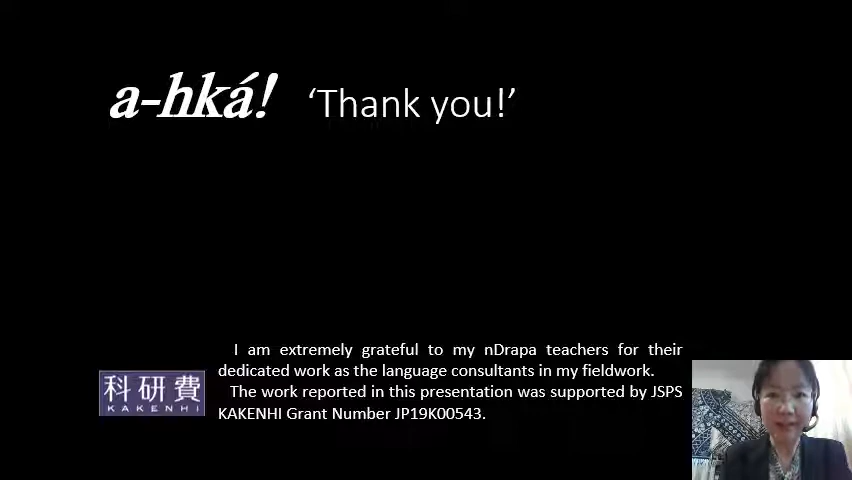 a-hká! ‘Thank you!’
I am extremely grateful to my nDrapa teachers for their
dedicated work as the language consultants in my fieldwork.
The work reported in this presentation was supported by JSPS
KAKENHI Grant Number JP19K00543.
科研費
KAKENHI